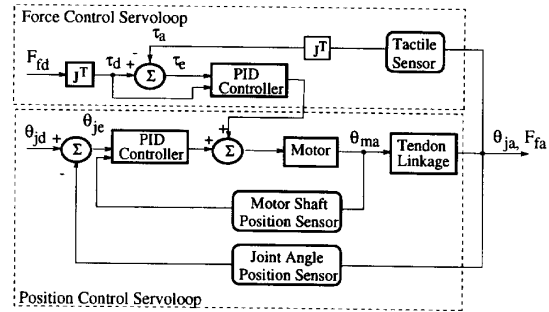 Force Control Servoloop
F_fd
J^T
τ_d + -
Σ
τ_a
τ_e
PID
Controller
J^T
Tactile
Sensor
θ_jd +
-
Σ
θ_je
PID
Controller
+ +
Σ
Motor
θ_ma
Tendon
Linkage
θ_ja, F_fa
Motor Shaft
Position Sensor
Joint Angle
Position Sensor
Position Control Servoloop